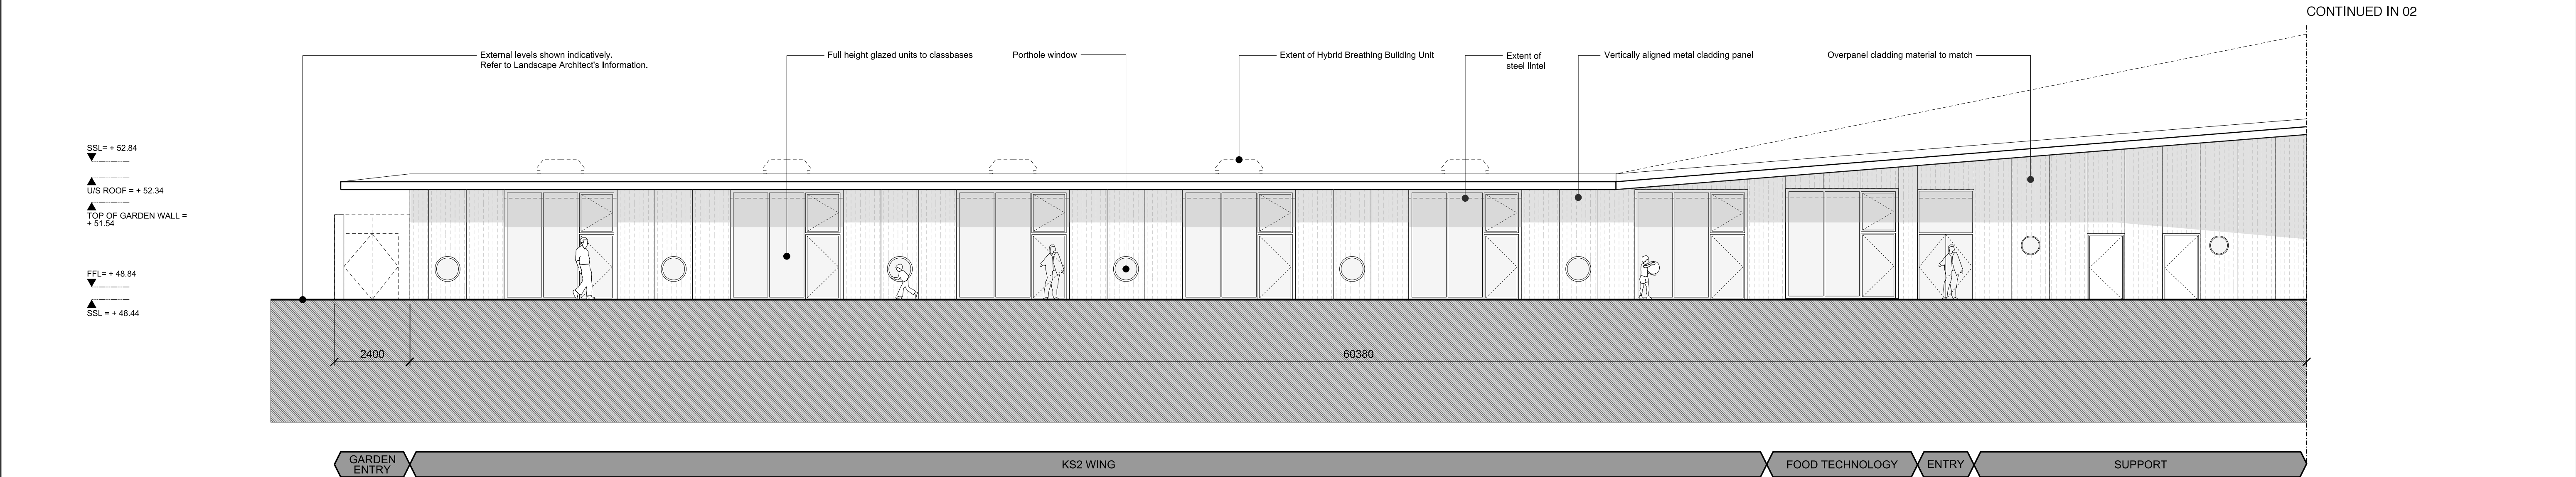 CONTINUED IN 02
External levels shown indicatively.
Refer to Landscape Architect's Information.
Full height glazed units to classbases
Porthole window
Extent of Hybrid Breathing Building Unit
Extent of
steel lintel
Vertically aligned metal cladding panel
Overpanel cladding material to match
SSL= + 52.84
U/S ROOF = + 52.34
TOP OF GARDEN WALL =
+ 51.54
FFL= + 48.84
SSL = + 48.44
2400
60380
GARDEN
ENTRY
KS2 WING
FOOD TECHNOLOGY
ENTRY
SUPPORT